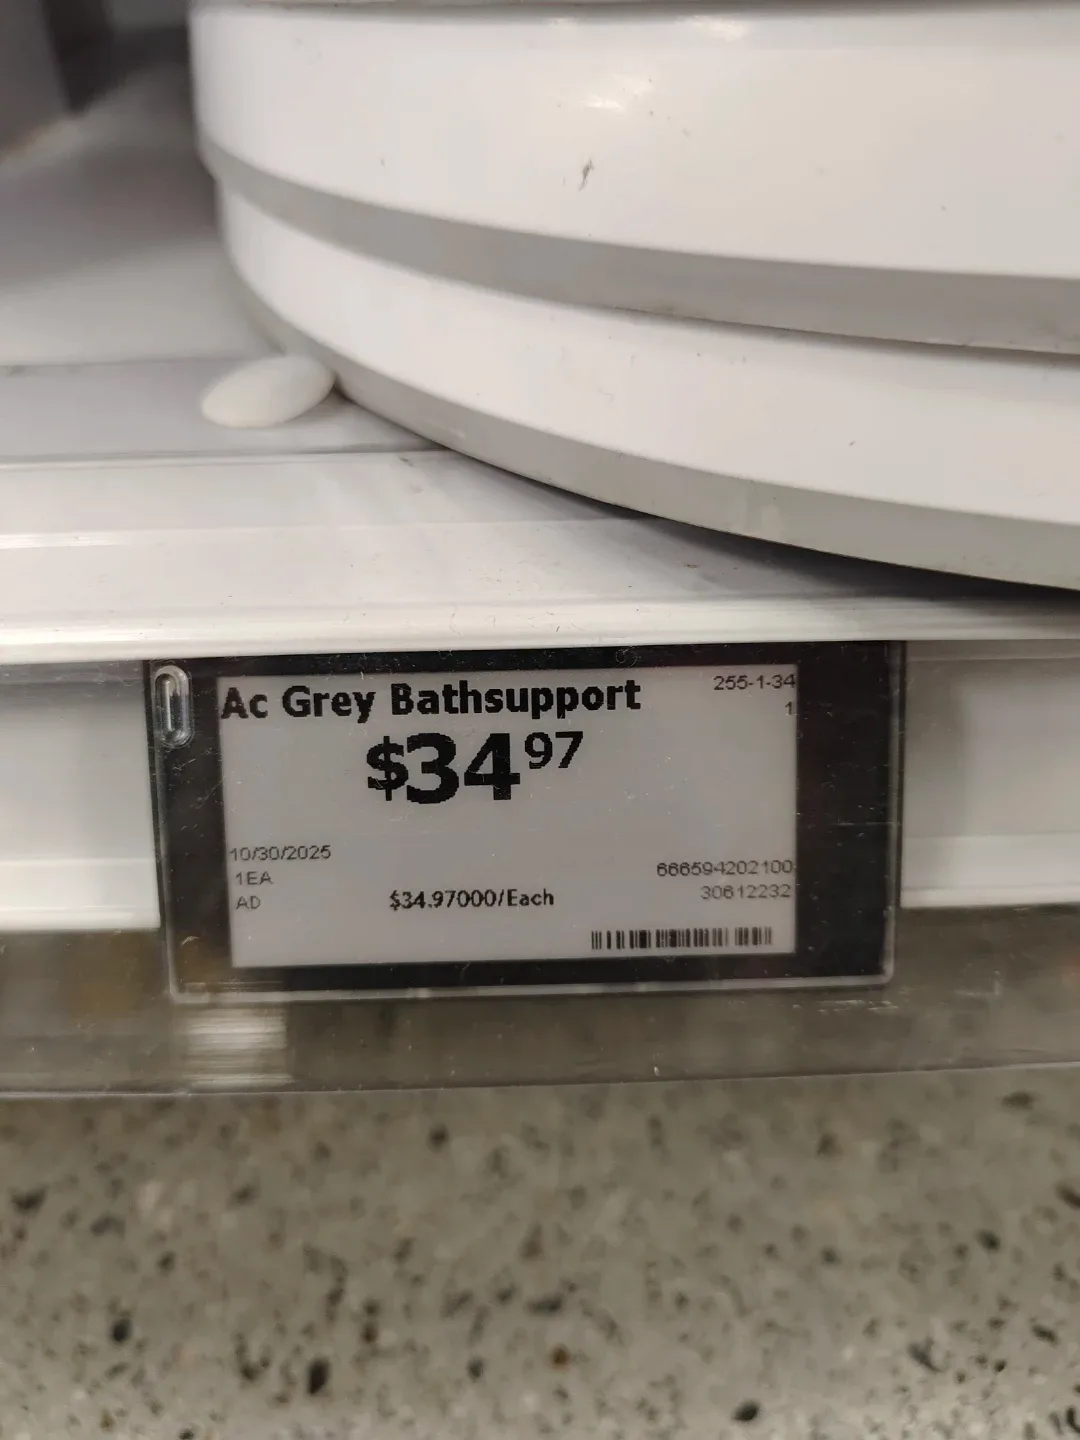 Ac Grey Bathsupport
255-1-34
1
$34.97
10/30/2025
1EA
AD
$34.97000/Each
666594202100
30612232